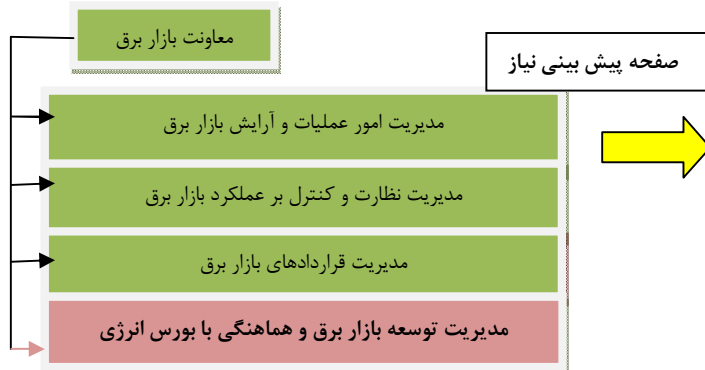 معاونت بازار برق
صفحه پیش بینی نیاز
مدیریت امور عملیات و آرایش بازار برق
مدیریت نظارت و کنترل بر عملکرد بازار برق
مدیریت قراردادهای بازار برق
مدیریت توسعه بازار برق و هماهنگی با بورس انرژی